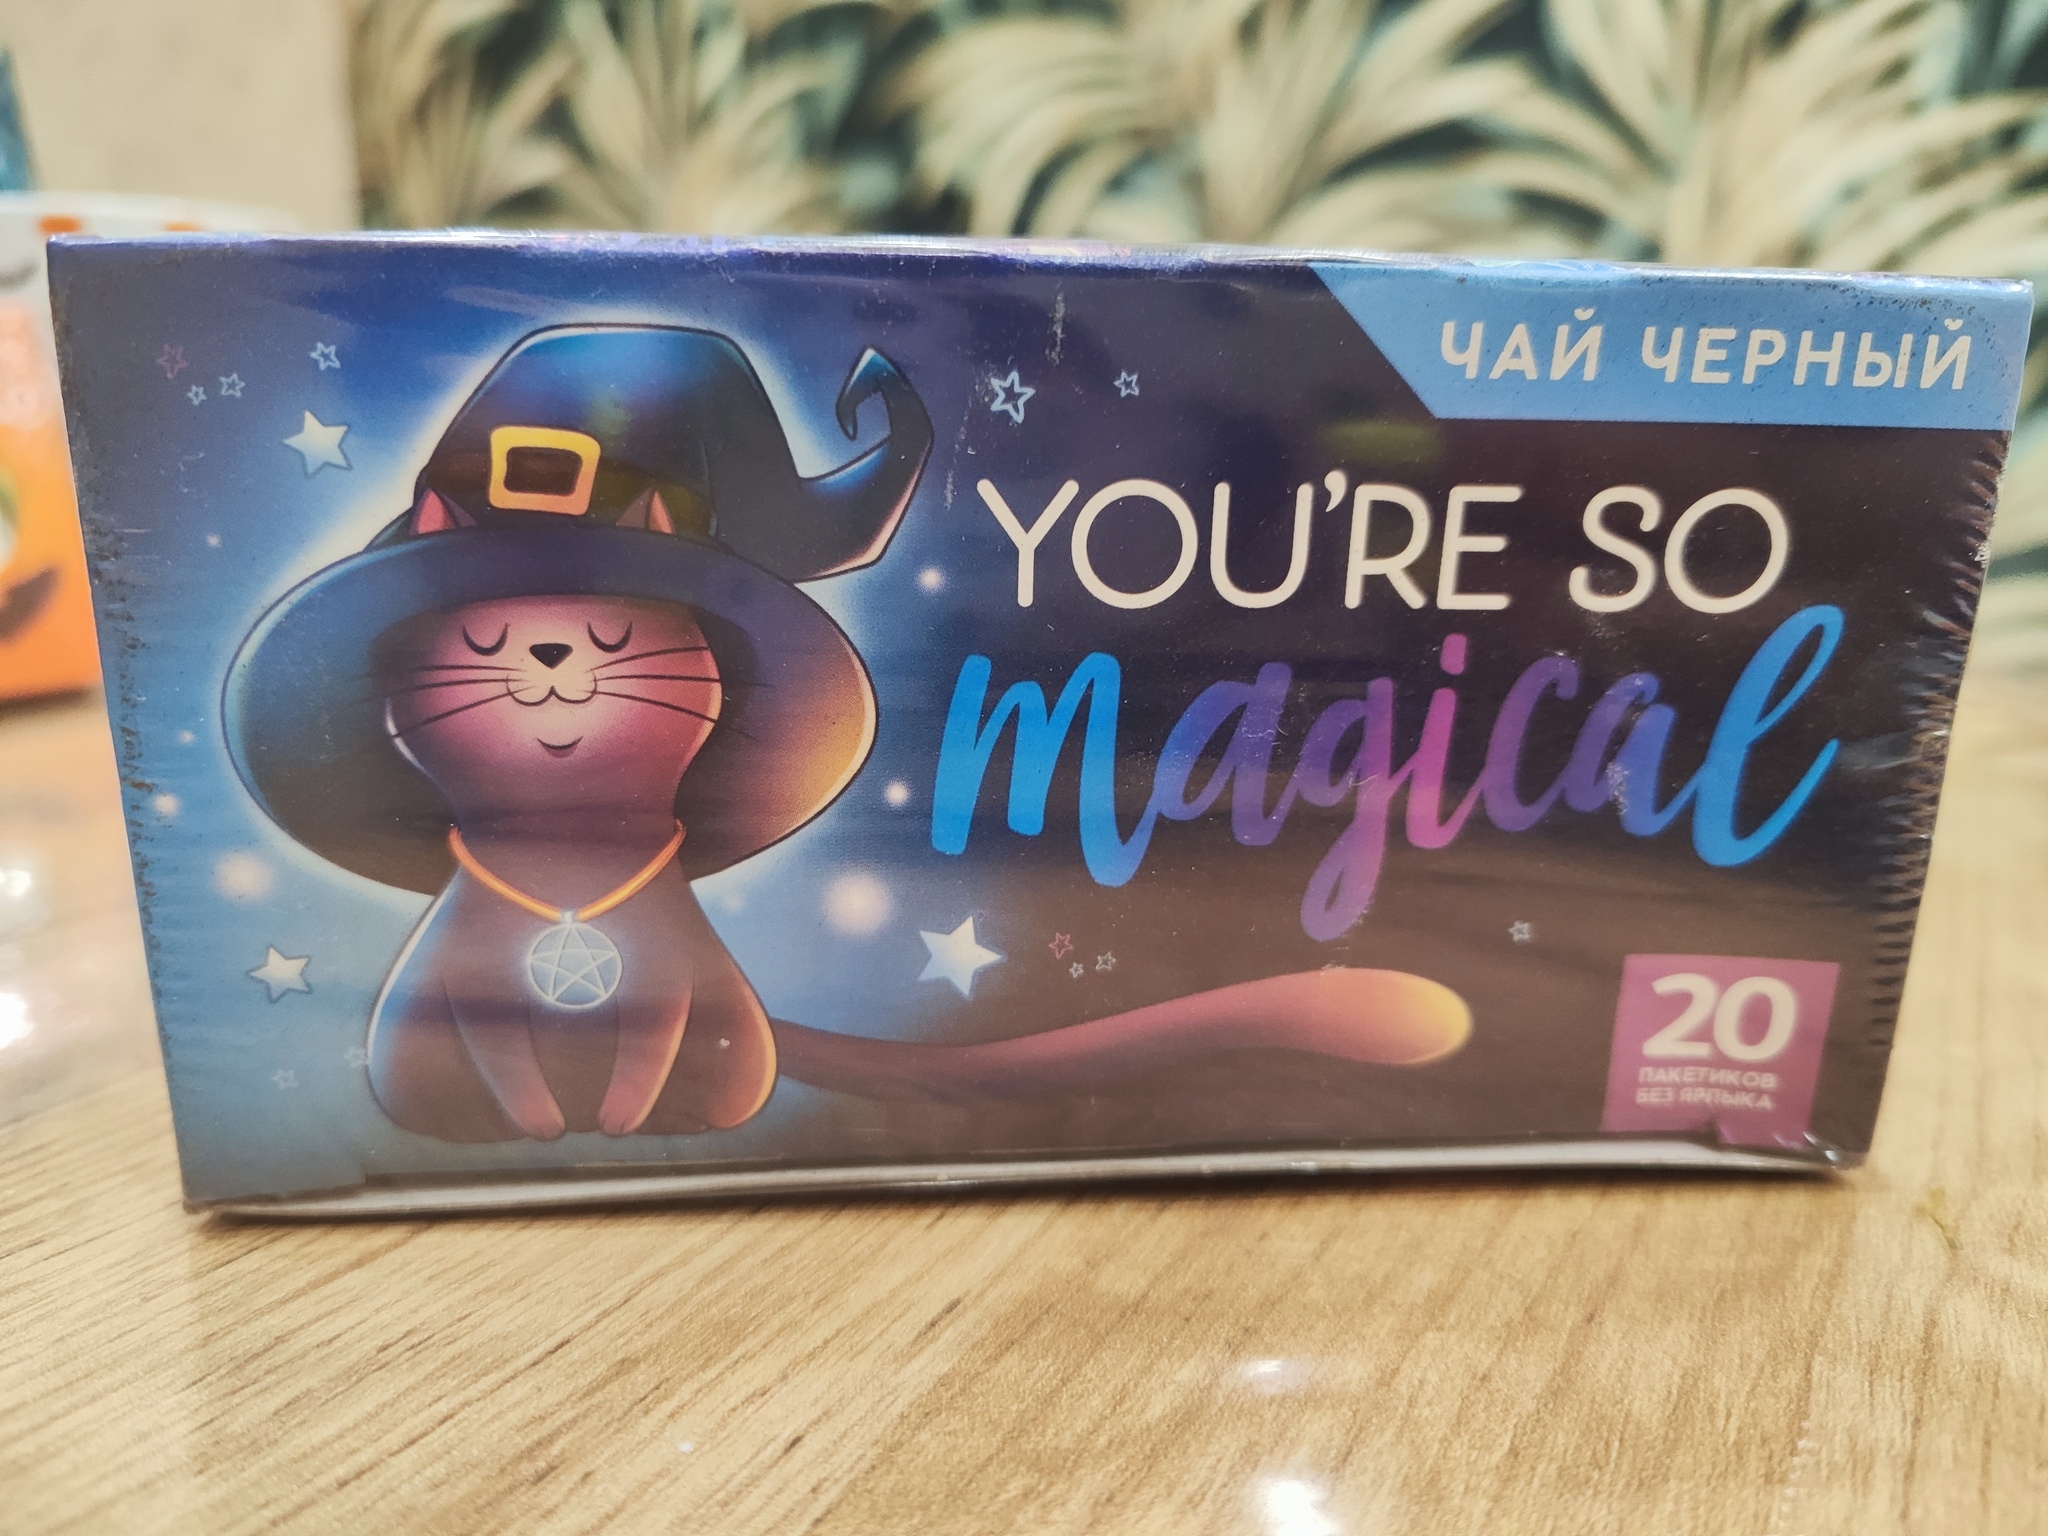 ЧАЙ ЧЕРНЫЙ
YOU'RE SO
magical
20
ПАКЕТИКОВ
БЕЗ ЯРЛЫКА